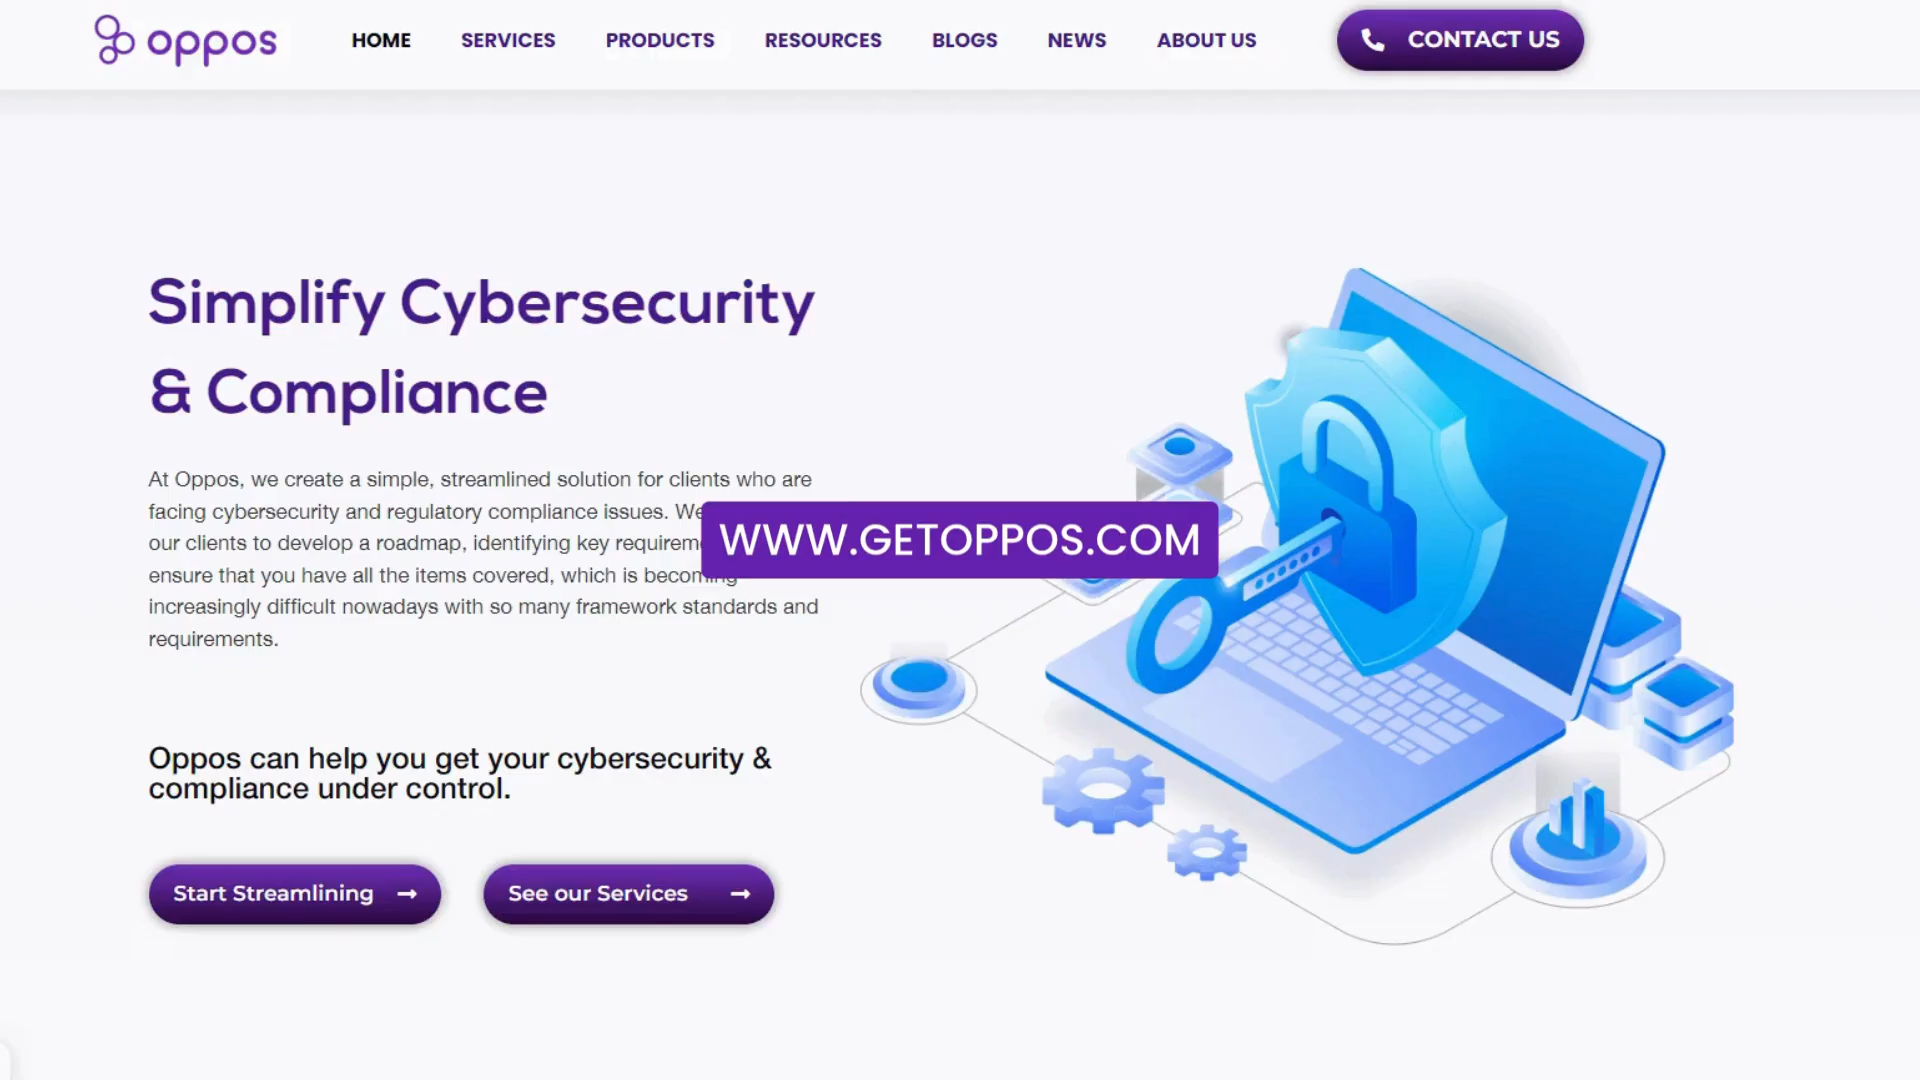 oppos
HOME SERVICES PRODUCTS RESOURCES BLOGS NEWS ABOUT US CONTACT US
Simplify Cybersecurity
& Compliance
At Oppos, we create a simple, streamlined solution for clients who are
facing cybersecurity and regulatory compliance issues. We
our clients to develop a roadmap, identifying key
ensure that you have all the items covered, which is becoming
increasingly difficult nowadays with so many framework standards and
requirements.
WWW.GETOPPOS.COM
Oppos can help you get your cybersecurity &
compliance under control.
Start Streamlining → See our Services →